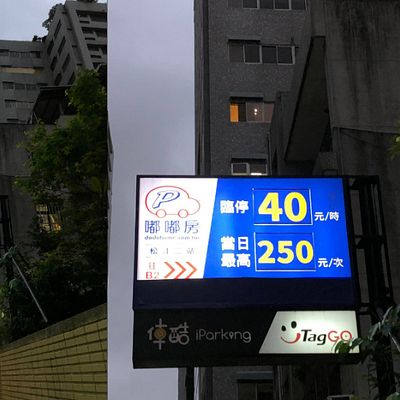 P
嘟嘟房
dodohome.com.tw
往
B2
臨停 40 元/時
當日最高 250 元/次
俥酷 iParking
TagGO